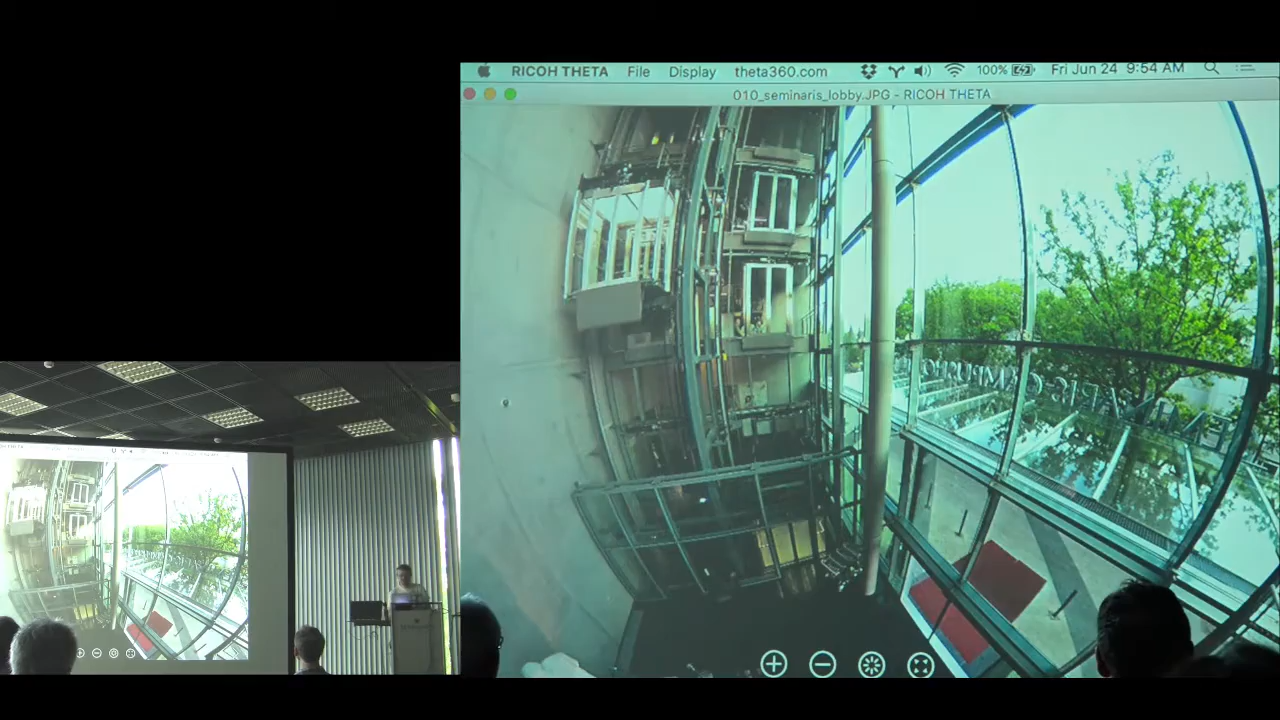 RICOH THETA File Display theta360.com 100% Fri Jun 24 9:54 AM
010_seminaris_lobby.JPG - RICOH THETA